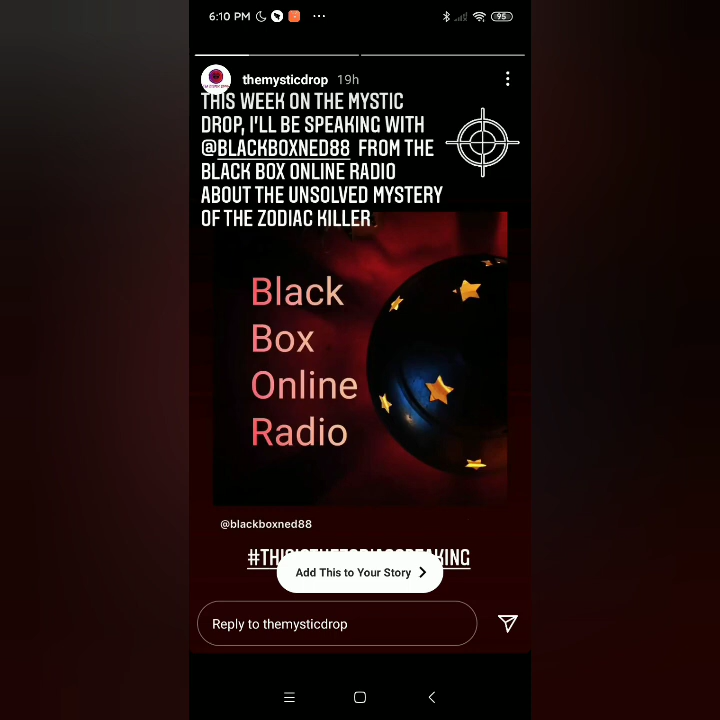 6:10 PM
95
themysticdrop 19h
THIS WEEK ON THE MYSTIC
DROP, I'LL BE SPEAKING WITH
@BLACKBOXNED88 FROM THE
BLACK BOX ONLINE RADIO
ABOUT THE UNSOLVED MYSTERY
OF THE ZODIAC KILLER
Black
Box
Online
Radio
@blackboxned88
Add This to Your Story
Reply to themysticdrop